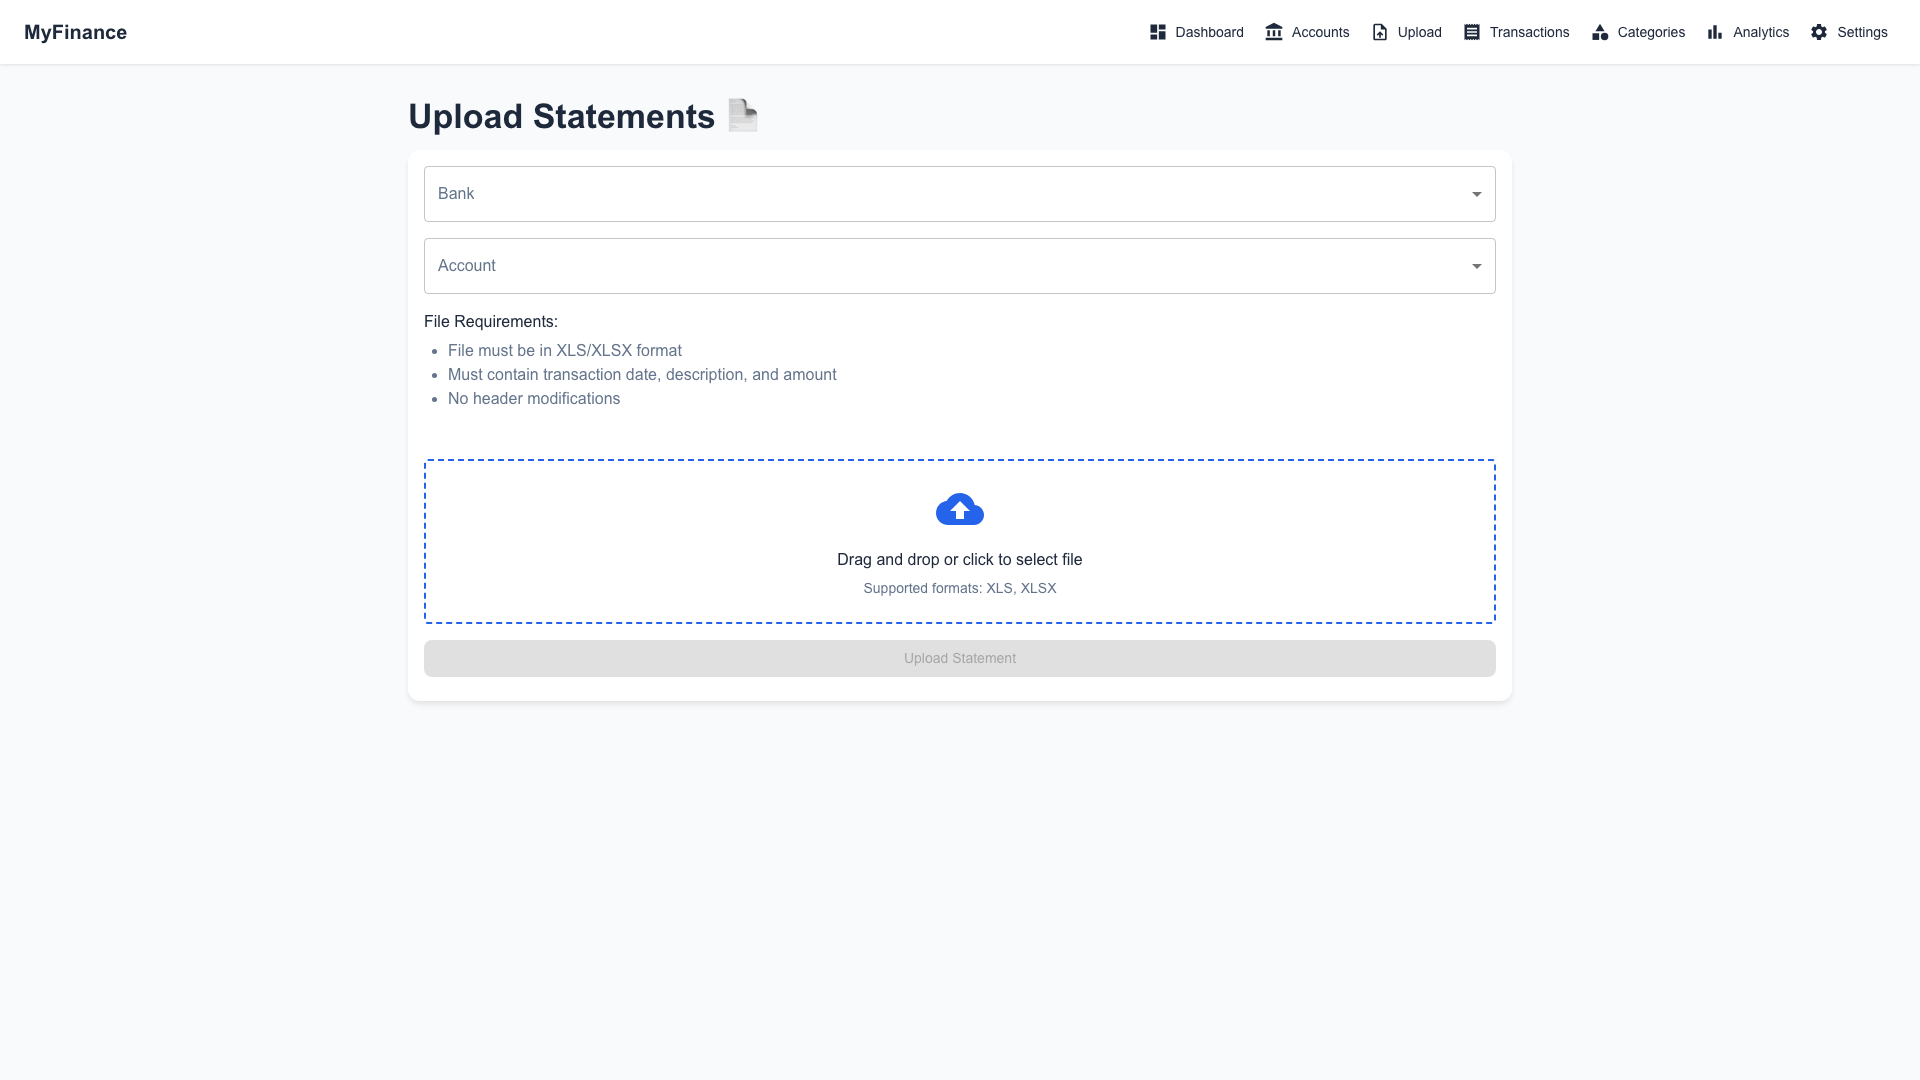 MyFinance
Dashboard
Accounts
Upload
Transactions
Categories
Analytics
Settings
Upload Statements
Bank
Account
File Requirements:
File must be in XLS/XLSX format
Must contain transaction date, description, and amount
No header modifications
Drag and drop or click to select file
Supported formats: XLS, XLSX
Upload Statement